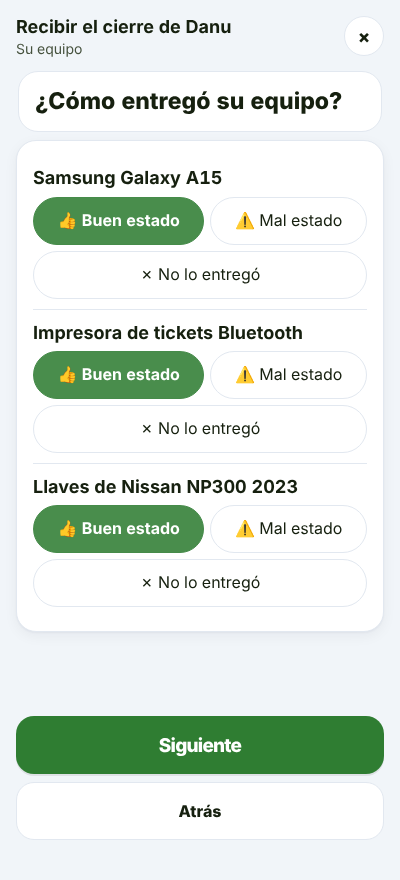 Recibir el cierre de Danu
Su equipo
×
¿Cómo entregó su equipo?
Samsung Galaxy A15
👍 Buen estado
⚠️ Mal estado
× No lo entregó
Impresora de tickets Bluetooth
👍 Buen estado
⚠️ Mal estado
× No lo entregó
Llaves de Nissan NP300 2023
👍 Buen estado
⚠️ Mal estado
× No lo entregó
Siguiente
Atrás